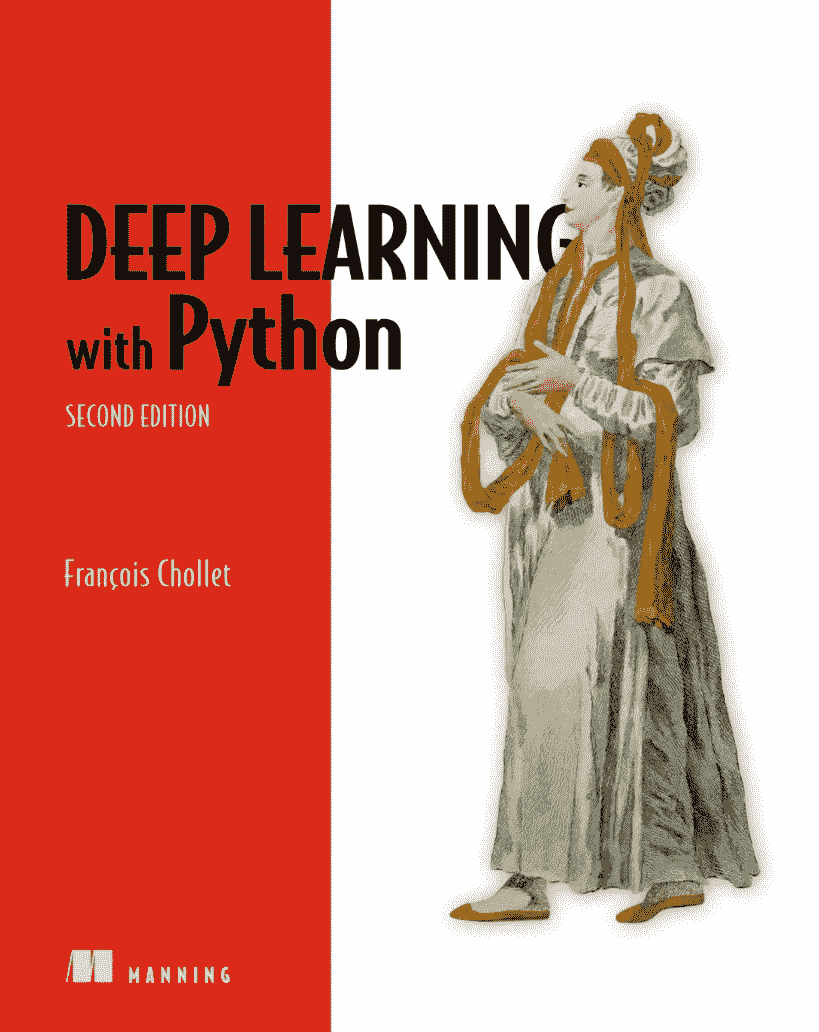 DEEP LEARNING
with Python
SECOND EDITION
François Chollet
MANNING